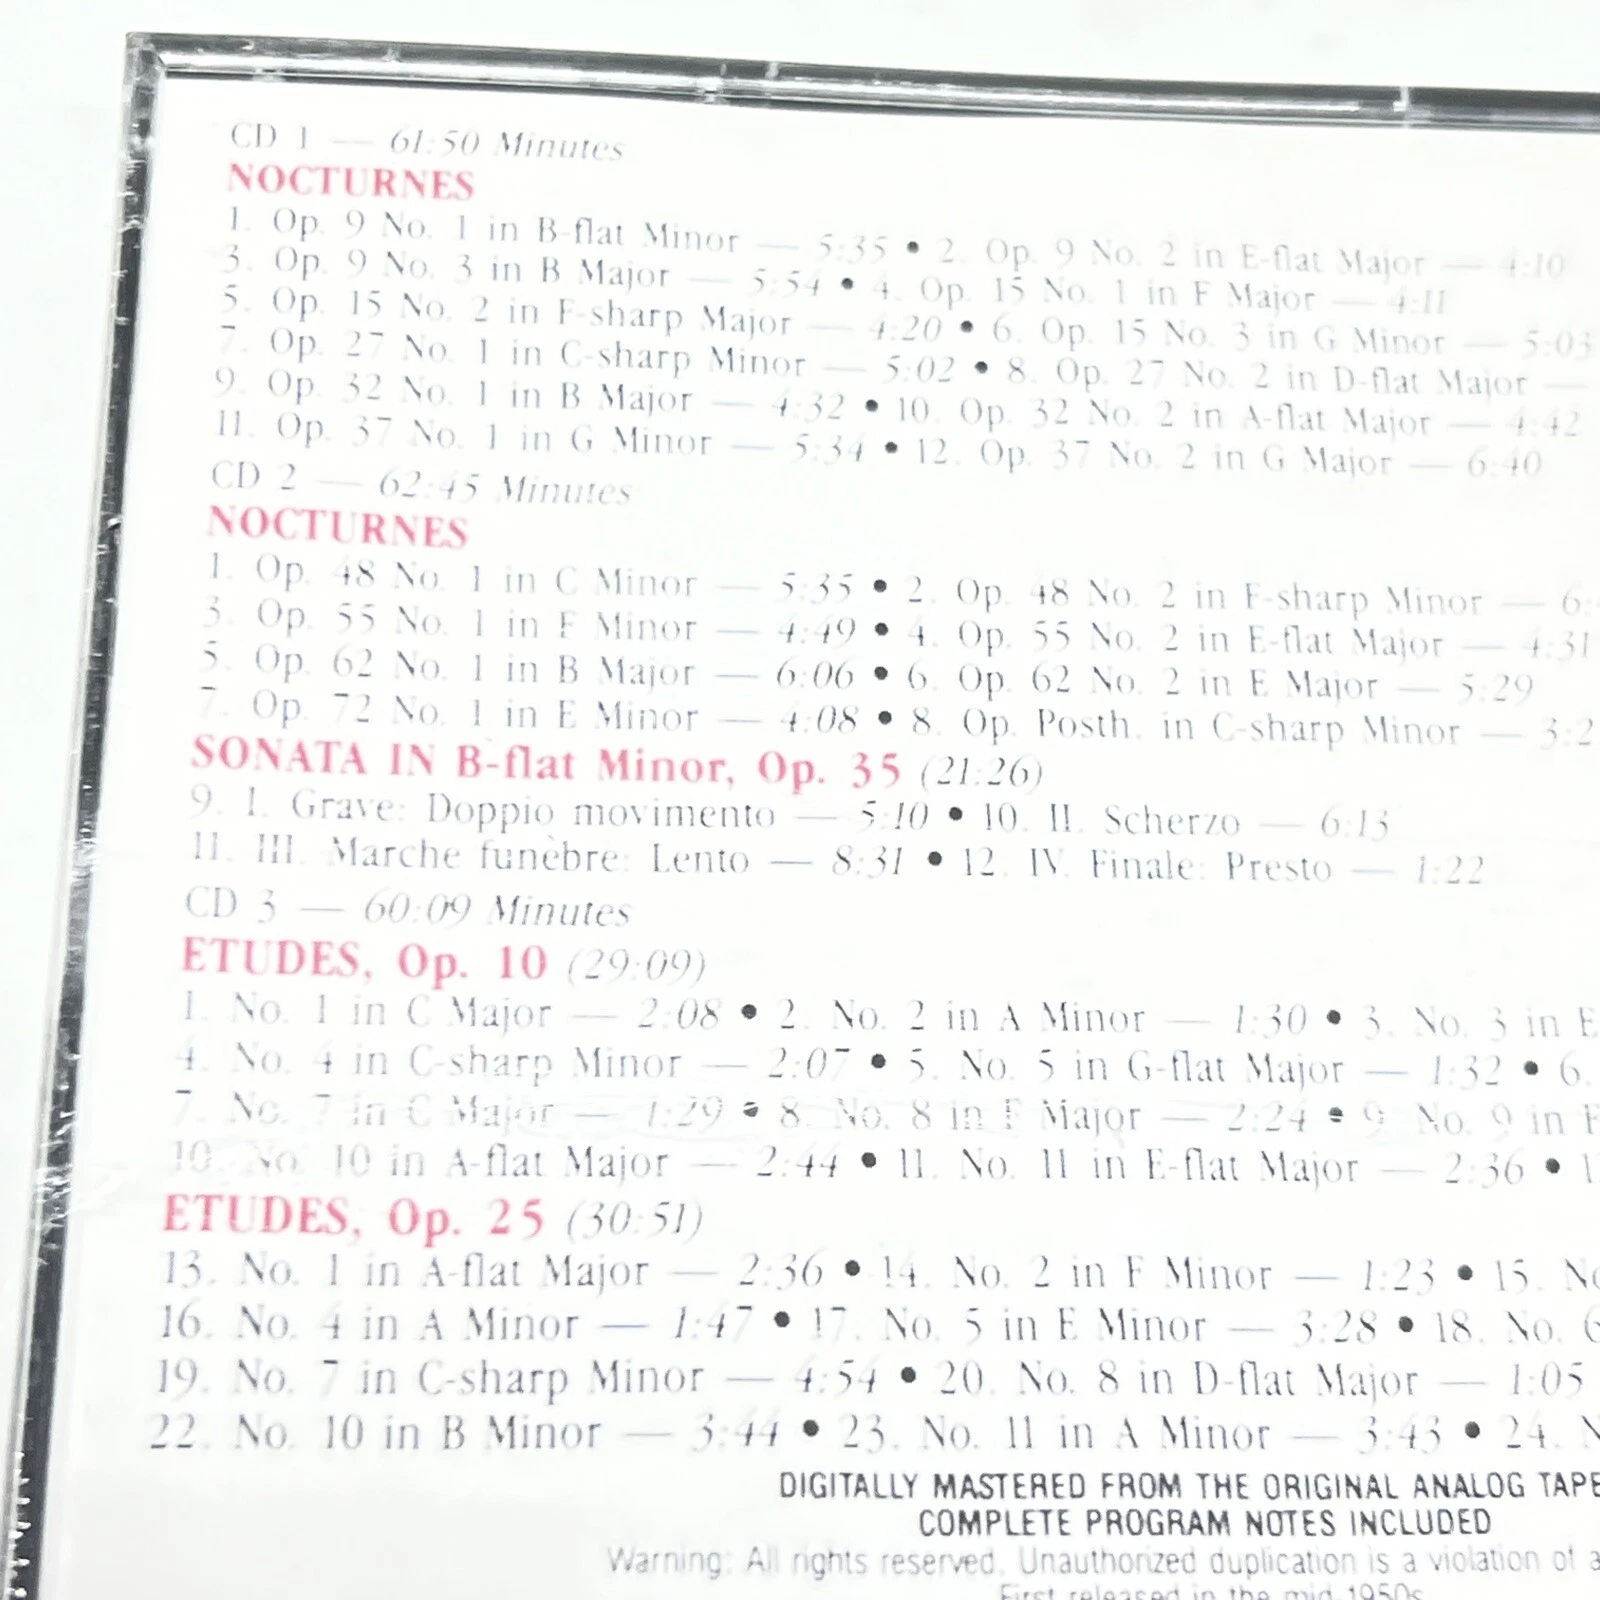 CD 1 — 61:50 Minutes
NOCTURNES
1. Op. 9 No. 1 in B-flat Minor — 5:35 • 2. Op. 9 No. 2 in E-flat Major — 4:10
3. Op. 9 No. 3 in B Major — 5:54 • 4. Op. 15 No. 1 in F Major — 4:11
5. Op. 15 No. 2 in F-sharp Major — 4:20 • 6. Op. 15 No. 3 in G Minor — 5:03
7. Op. 27 No. 1 in C-sharp Minor — 5:02 • 8. Op. 27 No. 2 in D-flat Major —
9. Op. 32 No. 1 in B Major — 4:32 • 10. Op. 32 No. 2 in A-flat Major — 4:42
11. Op. 37 No. 1 in G Minor — 5:34 • 12. Op. 37 No. 2 in G Major — 6:40
CD 2 — 62:45 Minutes
NOCTURNES
1. Op. 48 No. 1 in C Minor — 5:35 • 2. Op. 48 No. 2 in F-sharp Minor — 6:
3. Op. 55 No. 1 in F Minor — 4:49 • 4. Op. 55 No. 2 in E-flat Major — 4:31
5. Op. 62 No. 1 in B Major — 6:06 • 6. Op. 62 No. 2 in E Major — 5:29
7. Op. 72 No. 1 in E Minor — 4:08 • 8. Op. Posth. in C-sharp Minor — 3:2
SONATA IN B-flat Minor, Op. 35 (21:26)
9. I. Grave: Doppio movimento — 5:10 • 10. II. Scherzo — 6:13
11. III. Marche funèbre: Lento — 8:31 • 12. IV. Finale: Presto — 1:22
CD 3 — 60:09 Minutes
ETUDES, Op. 10 (29:09)
1. No. 1 in C Major — 2:08 • 2. No. 2 in A Minor — 1:30 • 3. No. 3 in E
4. No. 4 in C-sharp Minor — 2:07 • 5. No. 5 in G-flat Major — 1:32 • 6.
7. No. 7 in C Major — 1:29 • 8. No. 8 in F Major — 2:24 • 9. No. 9 in F
10. No. 10 in A-flat Major — 2:44 • 11. No. 11 in E-flat Major — 2:36 • 1
ETUDES, Op. 25 (30:51)
13. No. 1 in A-flat Major — 2:36 • 14. No. 2 in F Minor — 1:23 • 15. No
16. No. 4 in A Minor — 1:47 • 17. No. 5 in E Minor — 3:28 • 18. No. 6
19. No. 7 in C-sharp Minor — 4:54 • 20. No. 8 in D-flat Major — 1:05
22. No. 10 in B Minor — 3:44 • 23. No. 11 in A Minor — 3:43 • 24. N
DIGITALLY MASTERED FROM THE ORIGINAL ANALOG TAPE
COMPLETE PROGRAM NOTES INCLUDED
Warning: All rights reserved. Unauthorized duplication is a violation of a
First released in the mid-1950s